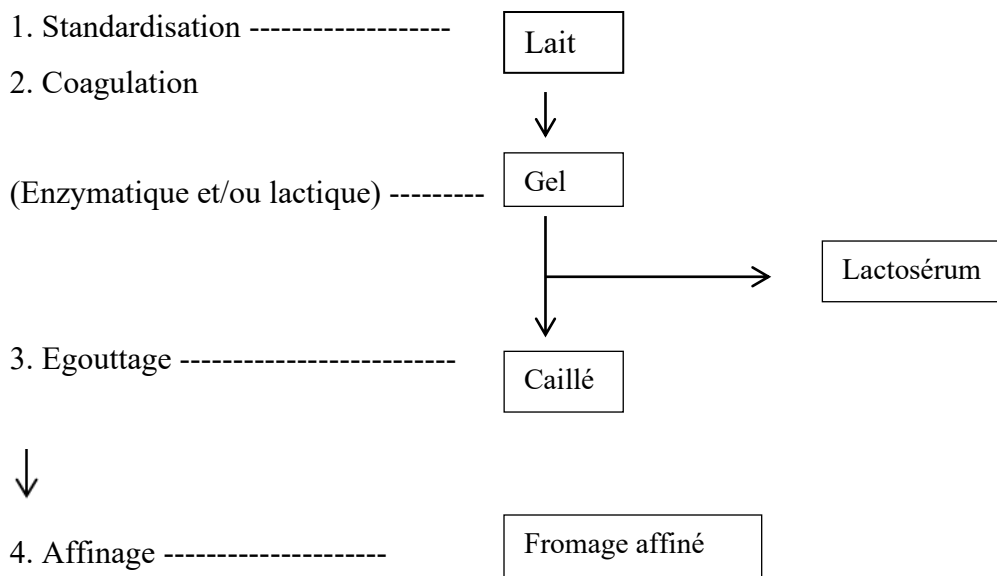 1. Standardisation -------------------
Lait
2. Coagulation
(Enzymatique et/ou lactique) ---------
Gel
Lactosérum
3. Egouttage --------------------------
Caillé
4. Affinage ---------------------
Fromage affiné